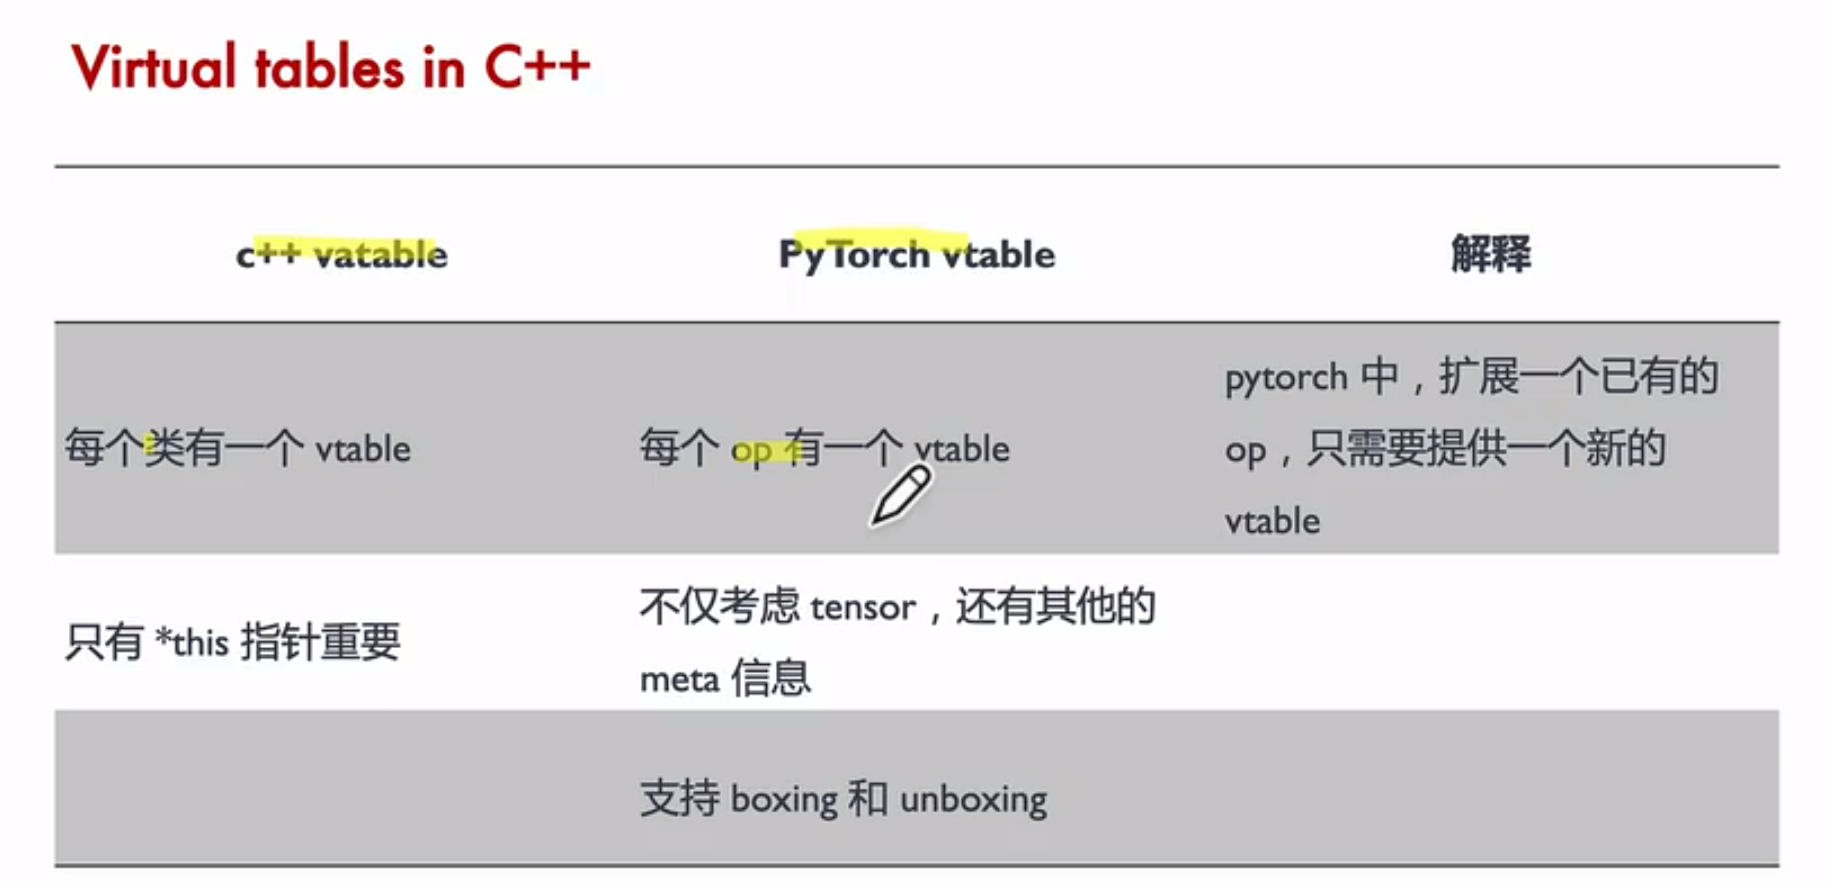 Virtual tables in C++
c++ vatable
PyTorch vtable
解释
每个类有一个 vtable
每个 op 有一个 vtable
pytorch 中，扩展一个已有的
op，只需要提供一个新的
vtable
只有 *this 指针重要
不仅考虑 tensor，还有其他的
meta 信息
支持 boxing 和 unboxing